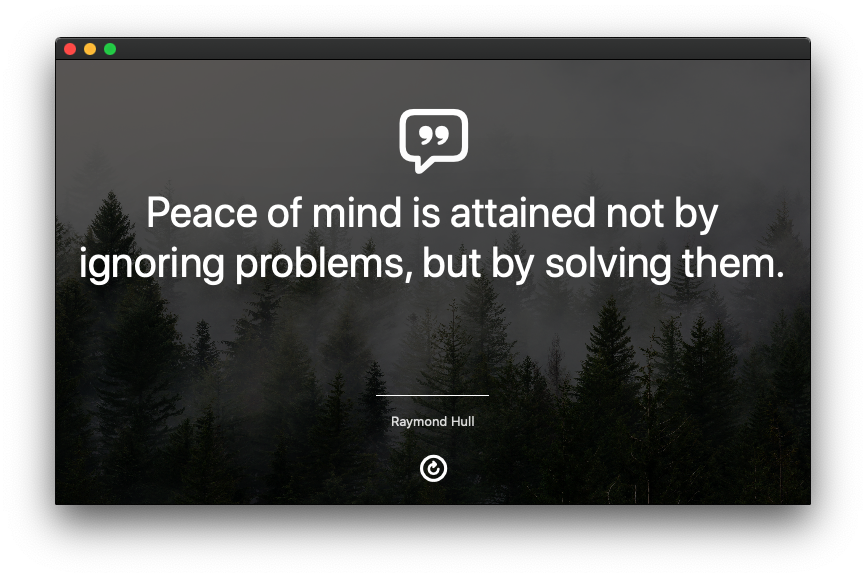 Peace of mind is attained not by
ignoring problems, but by solving them.
Raymond Hull